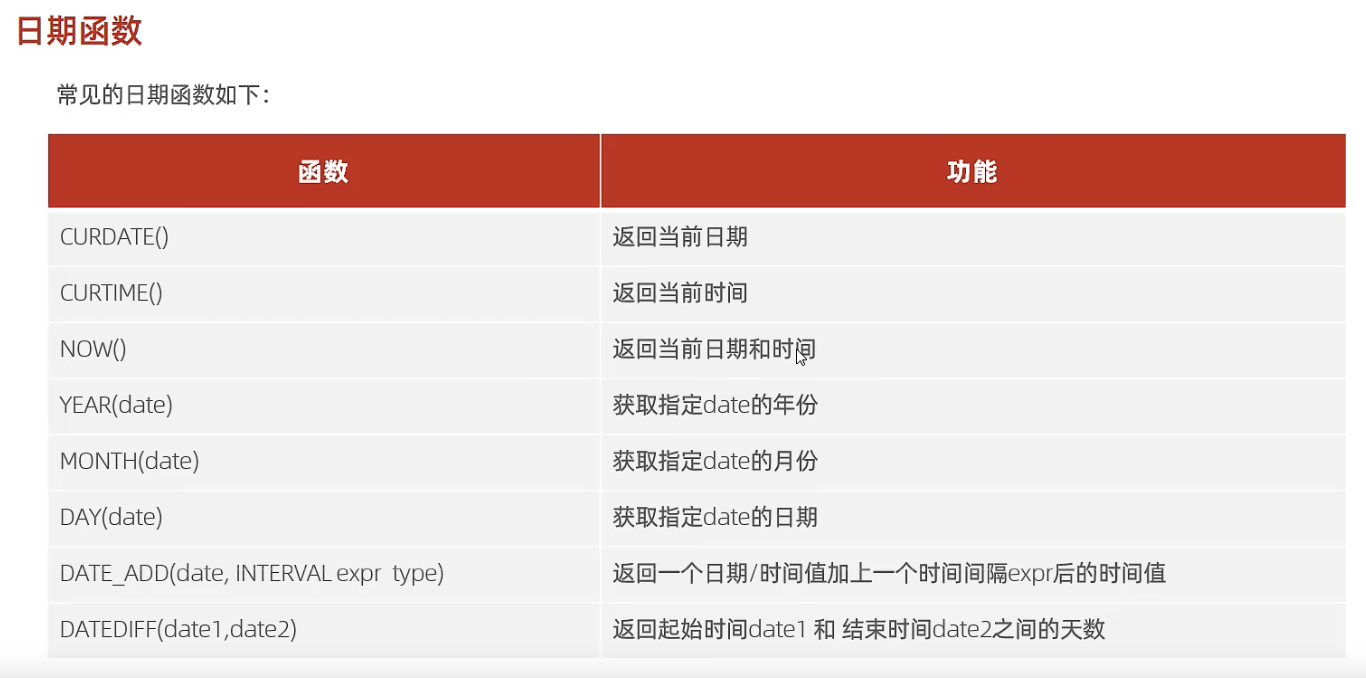 日期函数
常见的日期函数如下：
函数 功能
CURDATE() 返回当前日期
CURTIME() 返回当前时间
NOW() 返回当前日期和时间
YEAR(date) 获取指定date的年份
MONTH(date) 获取指定date的月份
DAY(date) 获取指定date的日期
DATE_ADD(date, INTERVAL expr type) 返回一个日期/时间值加上一个时间间隔expr后的时间值
DATEDIFF(date1,date2) 返回起始时间date1 和 结束时间date2之间的天数